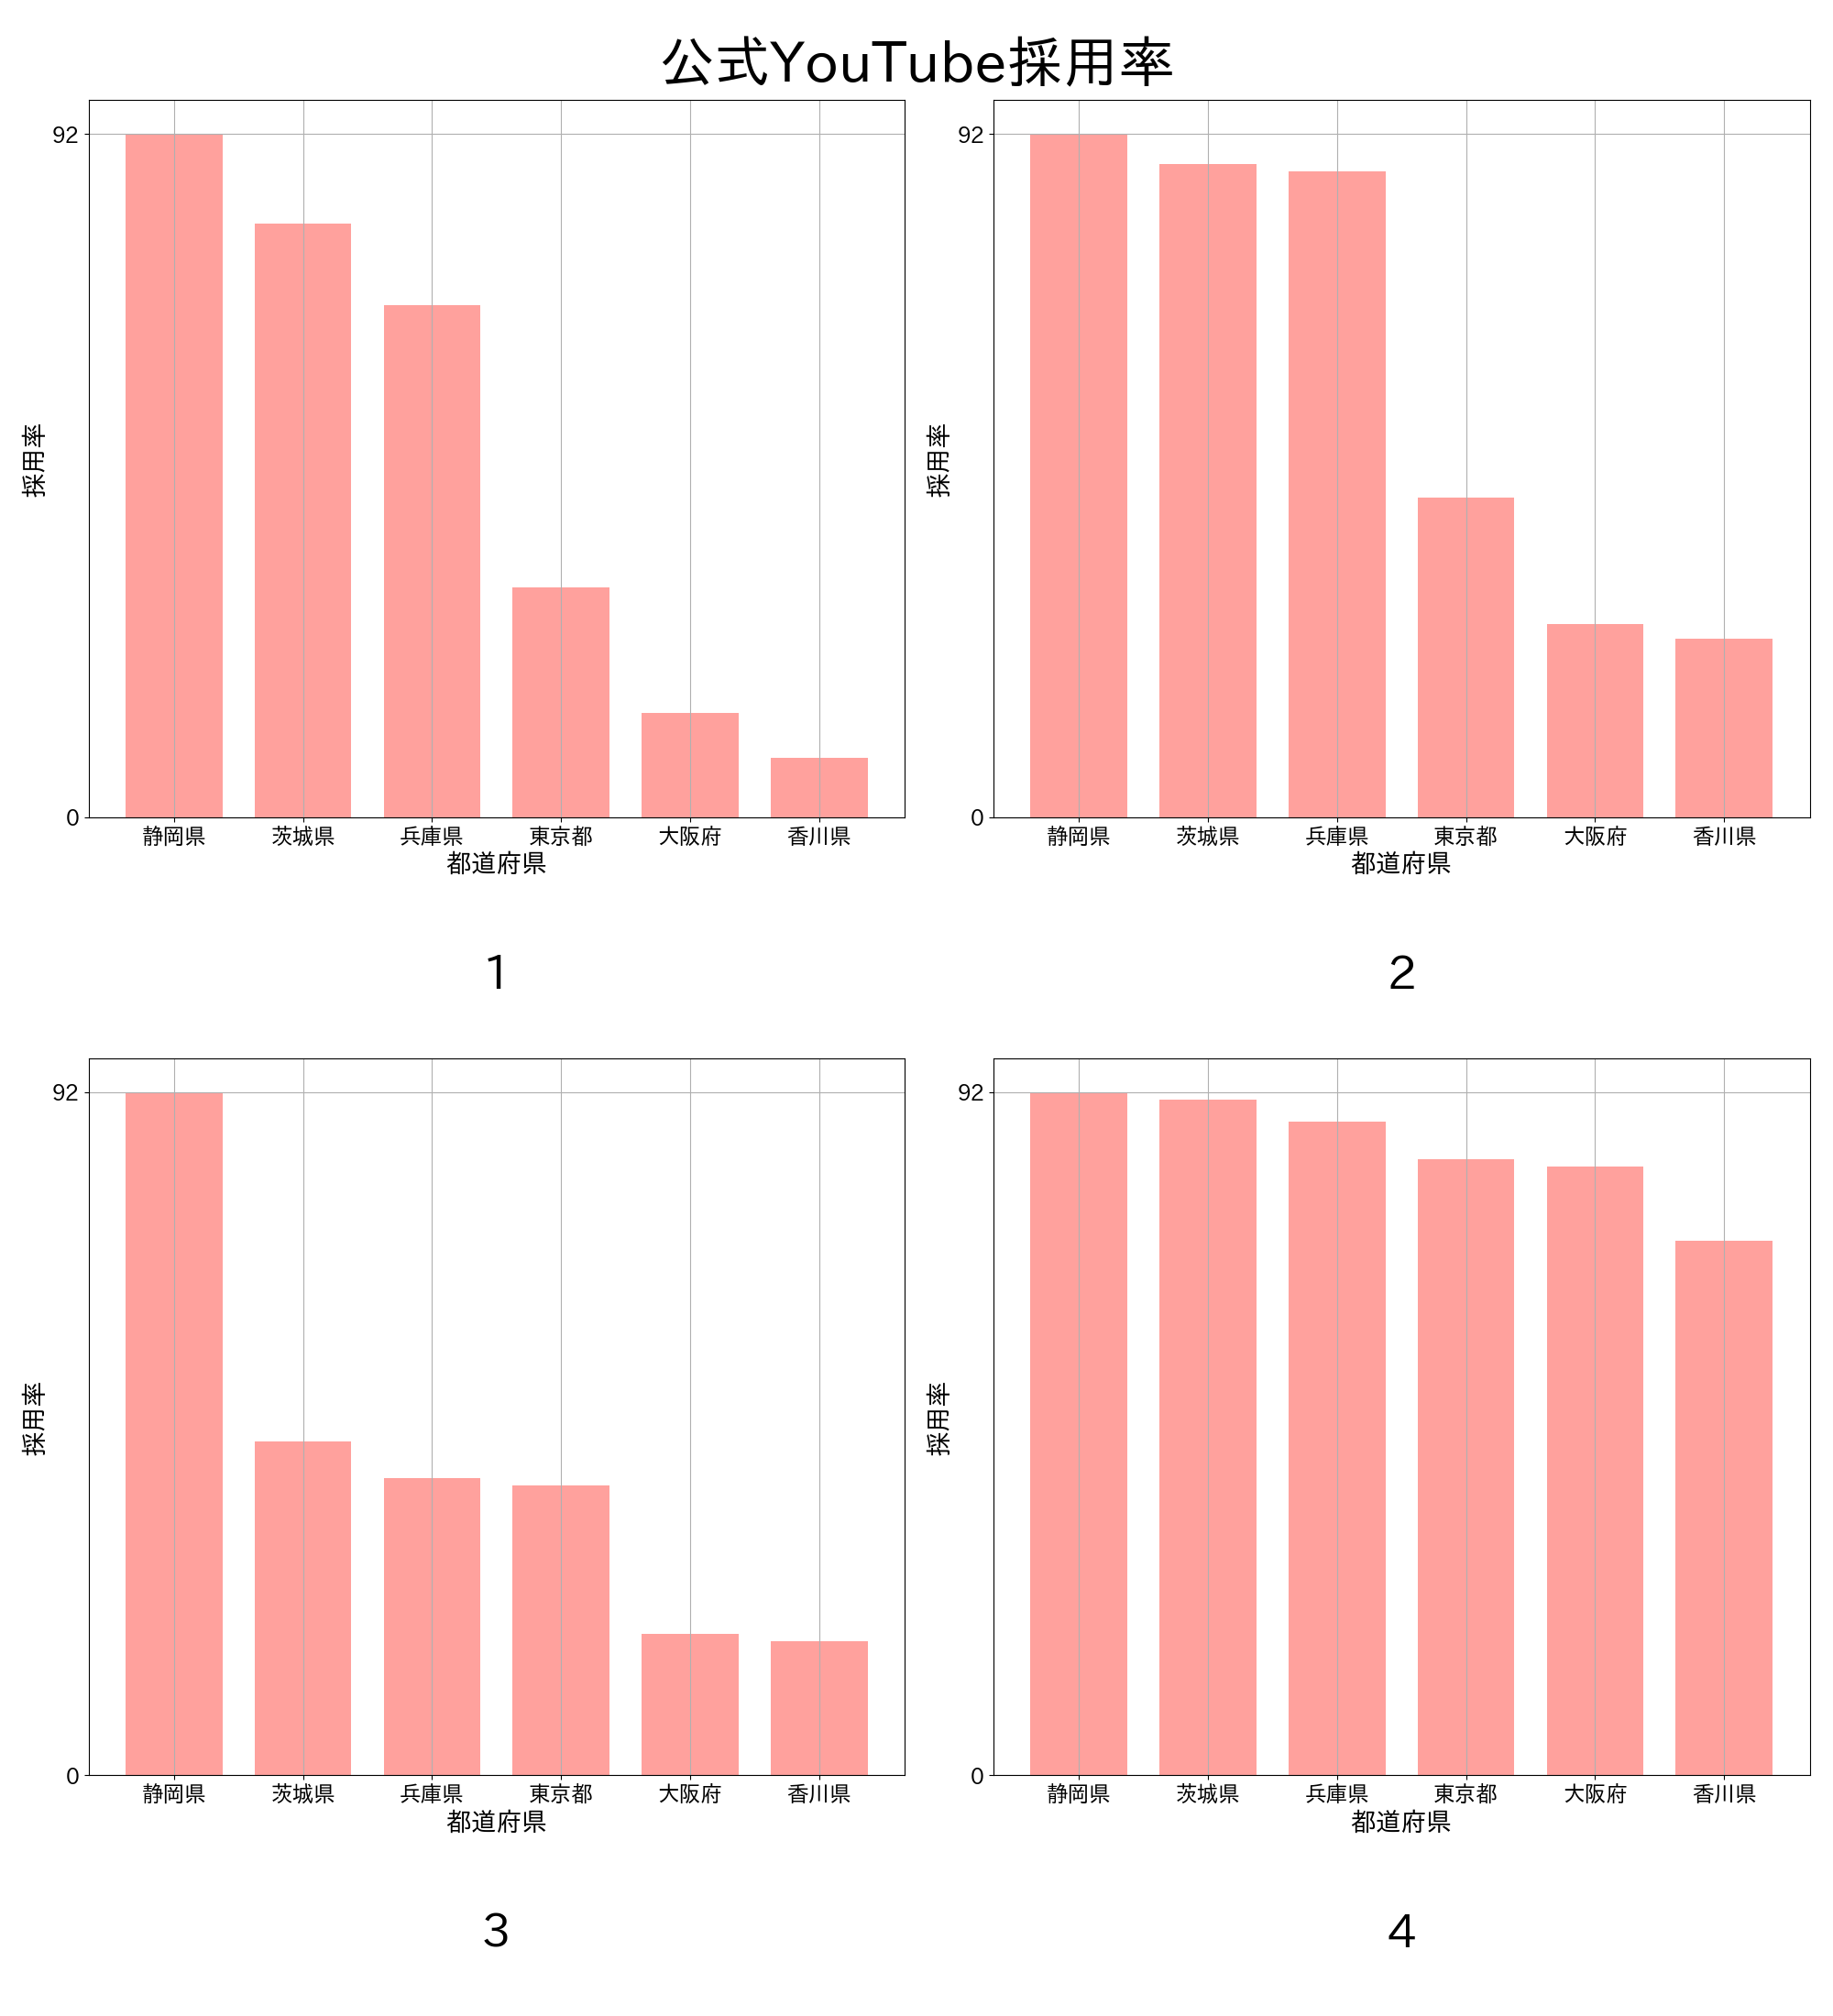 公式YouTube採用率
92
0
採用率
静岡県 茨城県 兵庫県 東京都 大阪府 香川県
都道府県
1
92
0
採用率
静岡県 茨城県 兵庫県 東京都 大阪府 香川県
都道府県
2
92
0
採用率
静岡県 茨城県 兵庫県 東京都 大阪府 香川県
都道府県
3
92
0
採用率
静岡県 茨城県 兵庫県 東京都 大阪府 香川県
都道府県
4